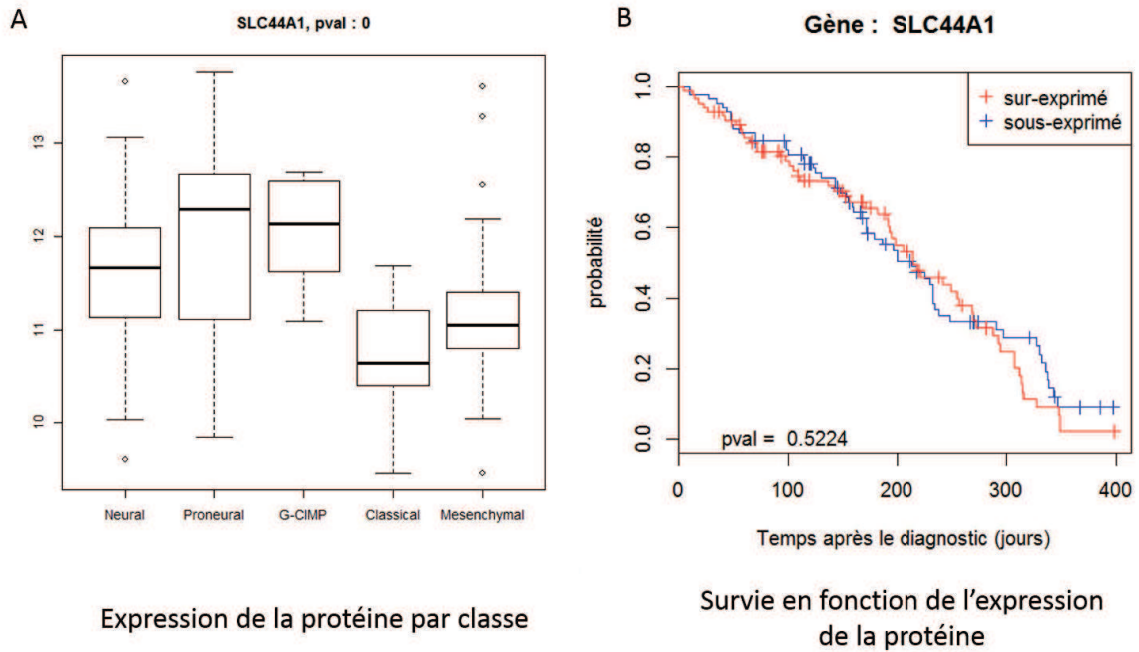 A
SLC44A1, pval : 0
13
12
11
10
Neural
Proneural
G-CIMP
Classical
Mesenchymal
Expression de la protéine par classe
B
Gène : SLC44A1
sur-exprimé
sous-exprimé
probabilité
1.0
0.8
0.6
0.4
0.2
0.0
pval = 0.5224
0
100
200
300
400
Temps après le diagnostic (jours)
Survie en fonction de l'expression
de la protéine